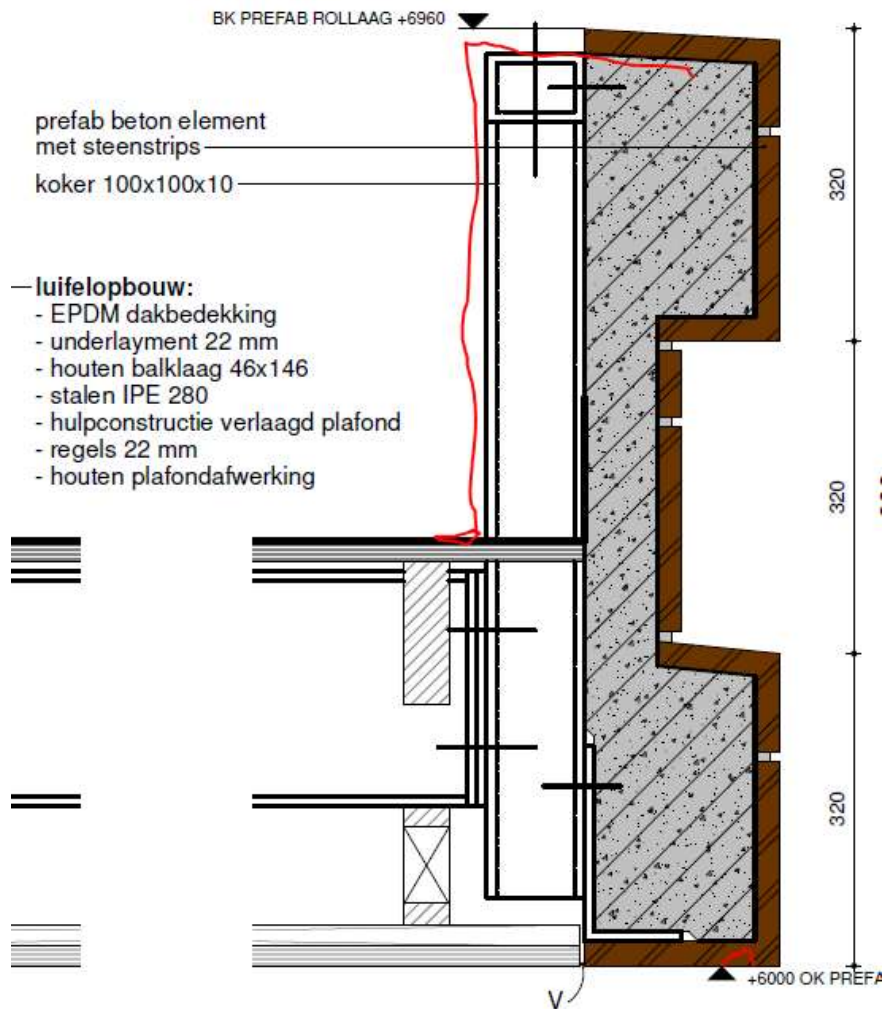 BK PREFAB ROLLAAG +6960
prefab beton element
met steenstrips
koker 100x100x10
luifelopbouw:
- EPDM dakbedekking
- underlayment 22 mm
- houten balklaag 46x146
- stalen IPE 280
- hulpconstructie verlaagd plafond
- regels 22 mm
- houten plafondafwerking
320
320
320
+6000 OK PREFA
V